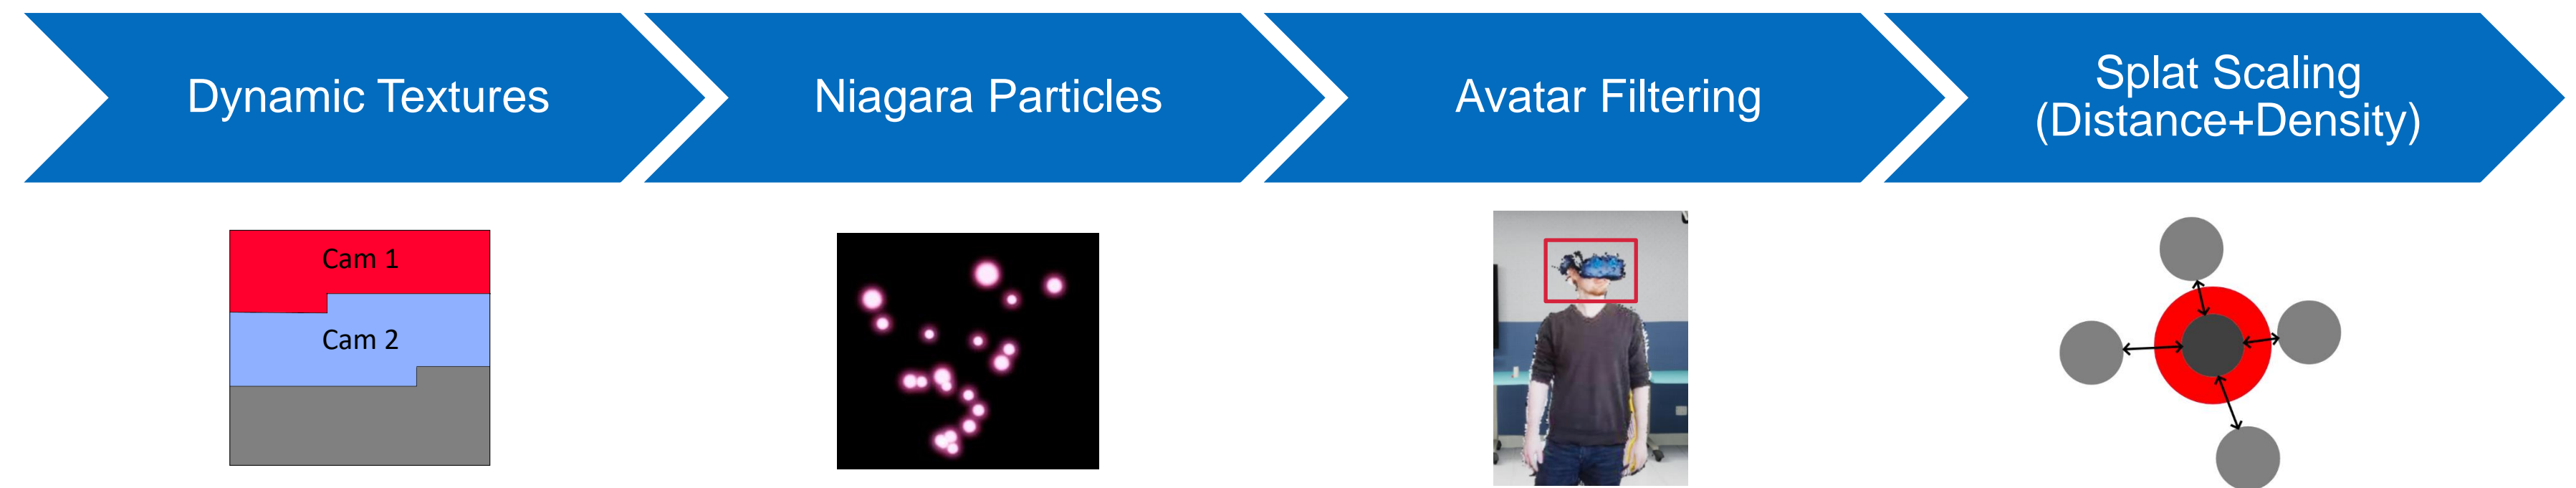 Dynamic Textures
Niagara Particles
Avatar Filtering
Splat Scaling
(Distance+Density)
Cam 1
Cam 2